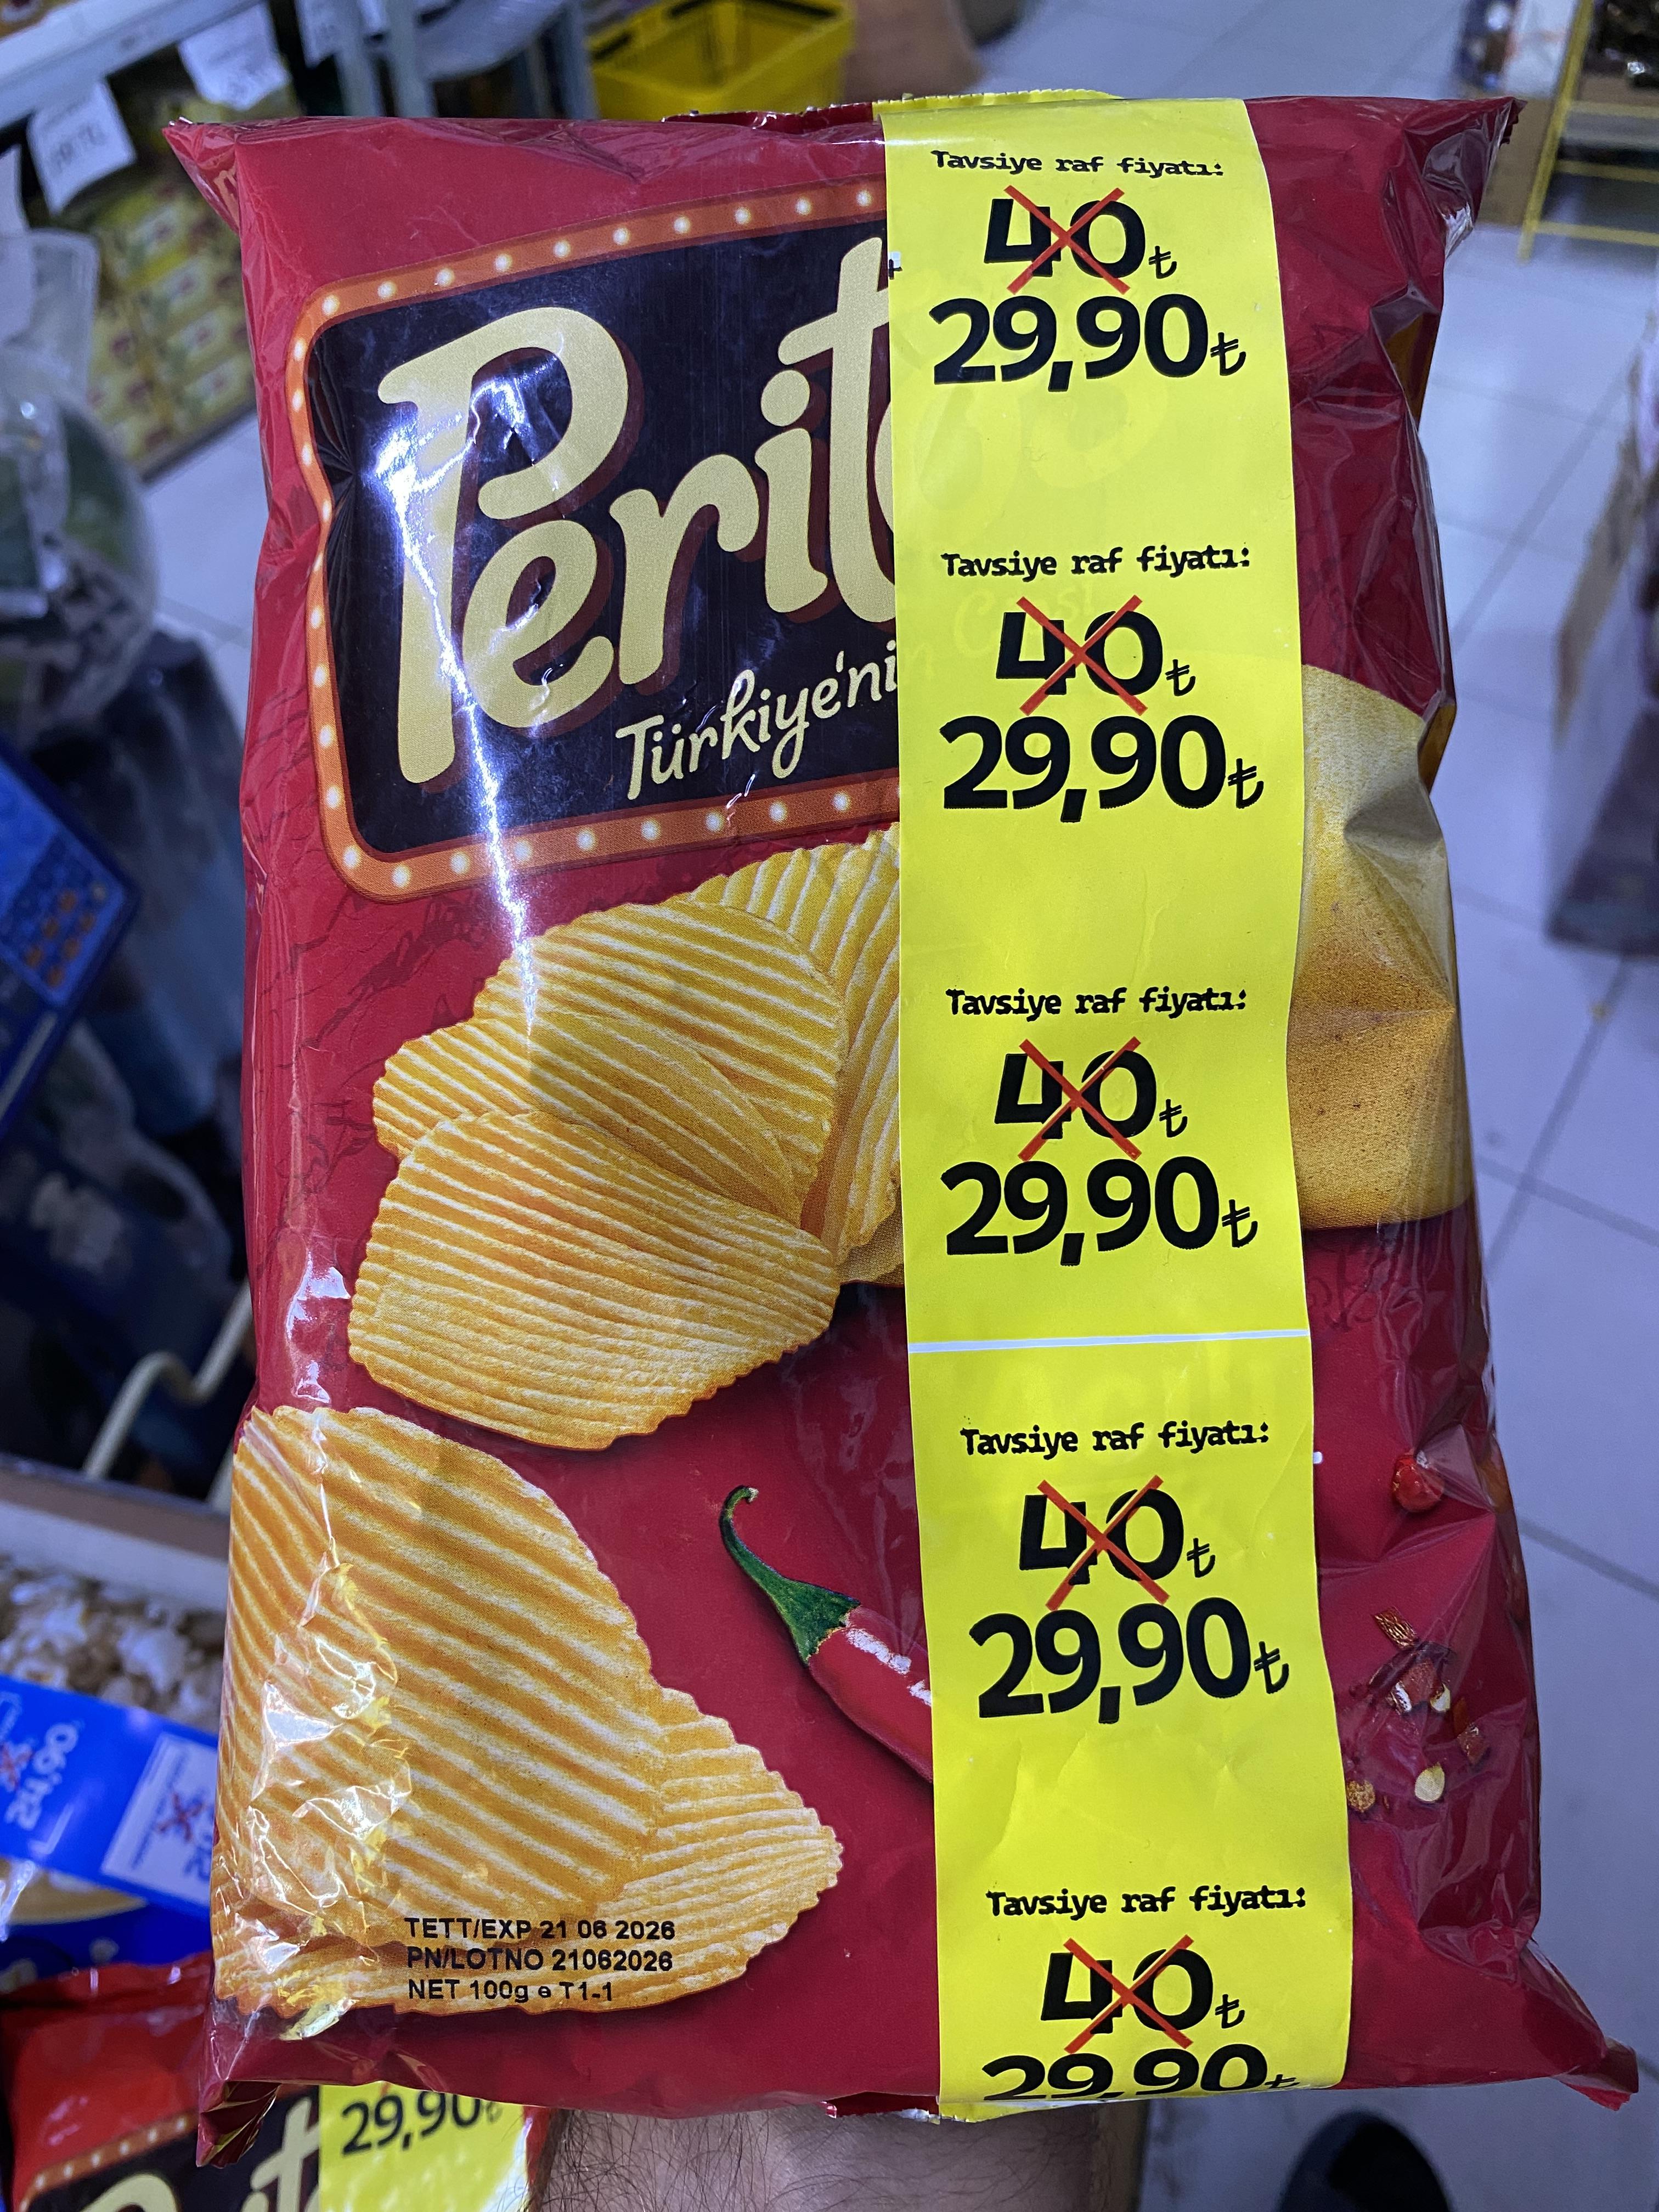 Perit
Türkiye'nin
Tavsiye raf fiyatı:
40₺
29,90₺
Tavsiye raf fiyatı:
40₺
29,90₺
Tavsiye raf fiyatı:
40₺
29,90₺
Tavsiye raf fiyatı:
40₺
29,90₺
Tavsiye raf fiyatı:
40₺
29,90₺
TETT/EXP 21 06 2026
PN/LOTNO 21062026
NET 100g e T1-1
29,90₺